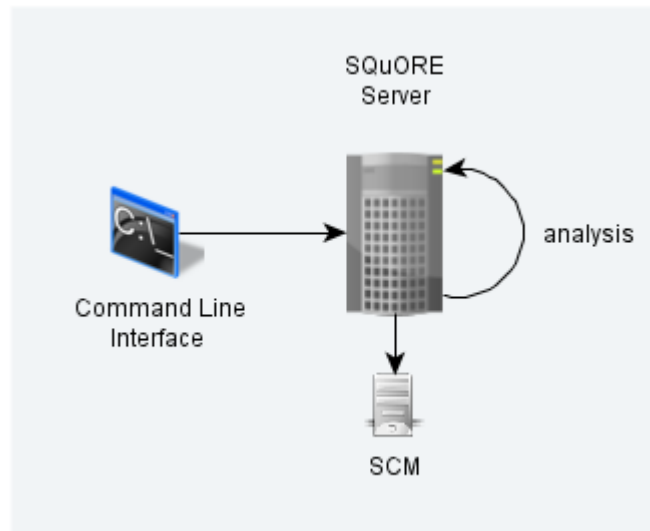 SQuORE
Server
C:\_
analysis
Command Line
Interface
SCM